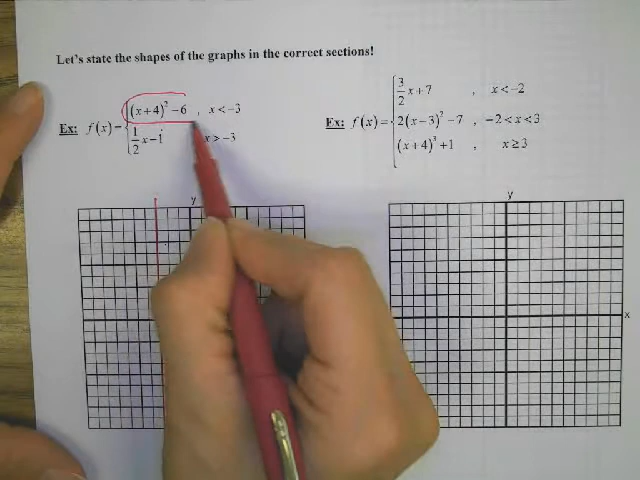 Let's state the shapes of the graphs in the correct sections!
Ex: f(x)= (x+4)² −6 , x<−3
1/2 x−1 x>−3
Ex: f(x)= 3/2 x+7 , x<−2
2(x−3)² −7 , −2<x<3
(x+4)³ +1 , x≥3
y
y
x